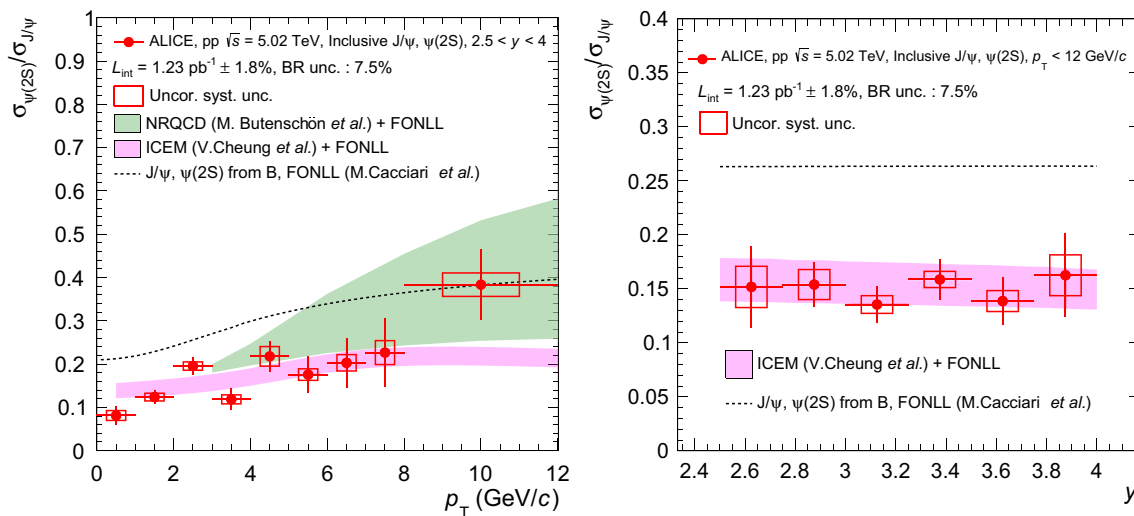 σψ(2S)/σJ/ψ
1
0.9
0.8
0.7
0.6
0.5
0.4
0.3
0.2
0.1
0
ALICE, pp √s = 5.02 TeV, Inclusive J/ψ, ψ(2S), 2.5 < y < 4
Lint = 1.23 pb⁻¹ ± 1.8%, BR unc. : 7.5%
Uncor. syst. unc.
NRQCD (M. Butenschön et al.) + FONLL
ICEM (V.Cheung et al.) + FONLL
J/ψ, ψ(2S) from B, FONLL (M.Cacciari et al.)
0 2 4 6 8 10 12
pT (GeV/c)
σψ(2S)/σJ/ψ
0.4
0.35
0.3
0.25
0.2
0.15
0.1
0.05
0
ALICE, pp √s = 5.02 TeV, Inclusive J/ψ, ψ(2S), pT < 12 GeV/c
Lint = 1.23 pb⁻¹ ± 1.8%, BR unc. : 7.5%
Uncor. syst. unc.
ICEM (V.Cheung et al.) + FONLL
J/ψ, ψ(2S) from B, FONLL (M.Cacciari et al.)
2.4 2.6 2.8 3 3.2 3.4 3.6 3.8 4
y